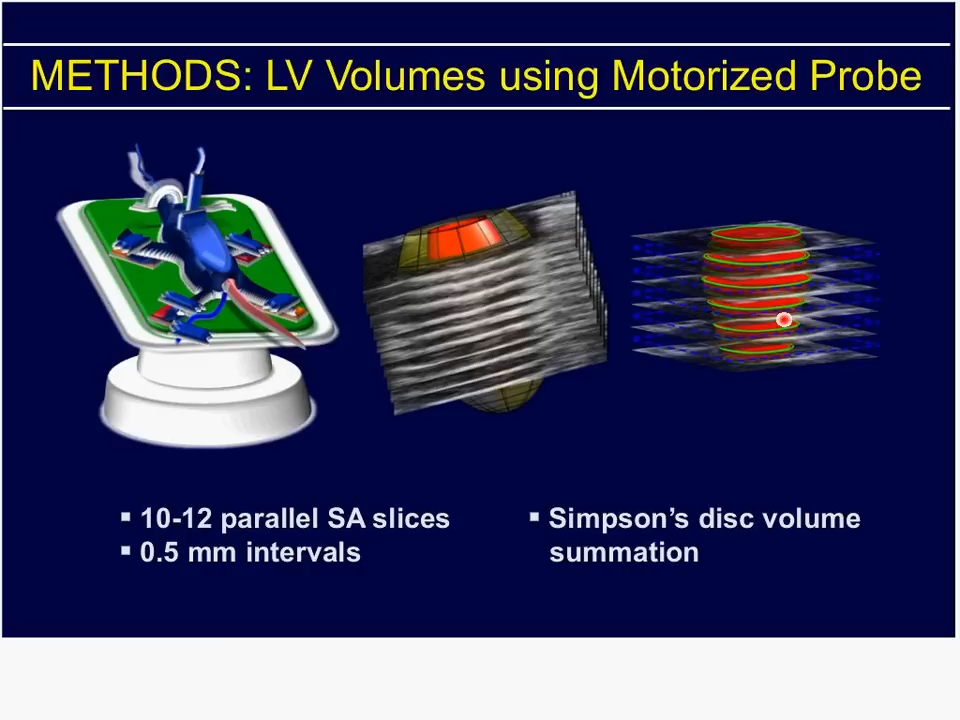 METHODS: LV Volumes using Motorized Probe
▪ 10-12 parallel SA slices
▪ 0.5 mm intervals
▪ Simpson’s disc volume
summation